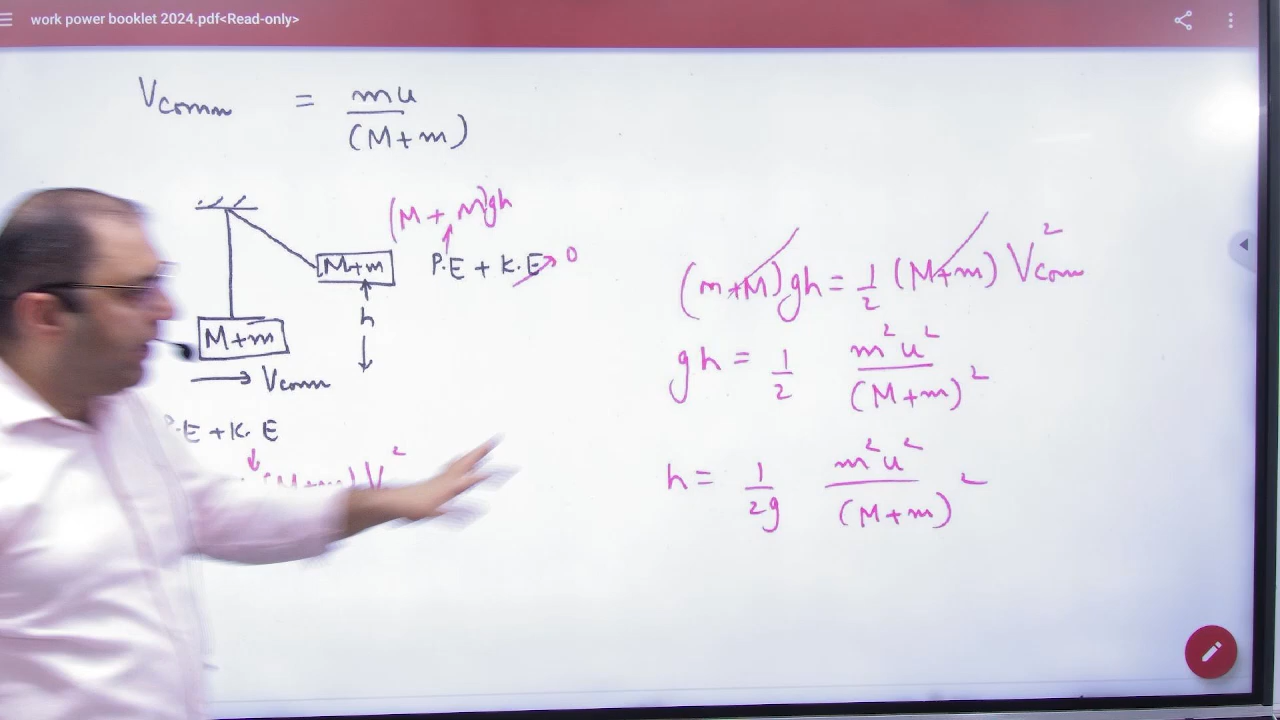 work power booklet 2024.pdf<Read-only>
Vcomm = mu / (M+m)
(M + m)gh
M+m
P.E + K.E → 0
h
M+m
→ Vcomm
P.E + K.E
(M+m) V²
(m+M)gh = 1/2 (M+m) Vcom²
gh = 1/2 m²u² / (M+m)²
h = 1/2g m²u² / (M+m)²